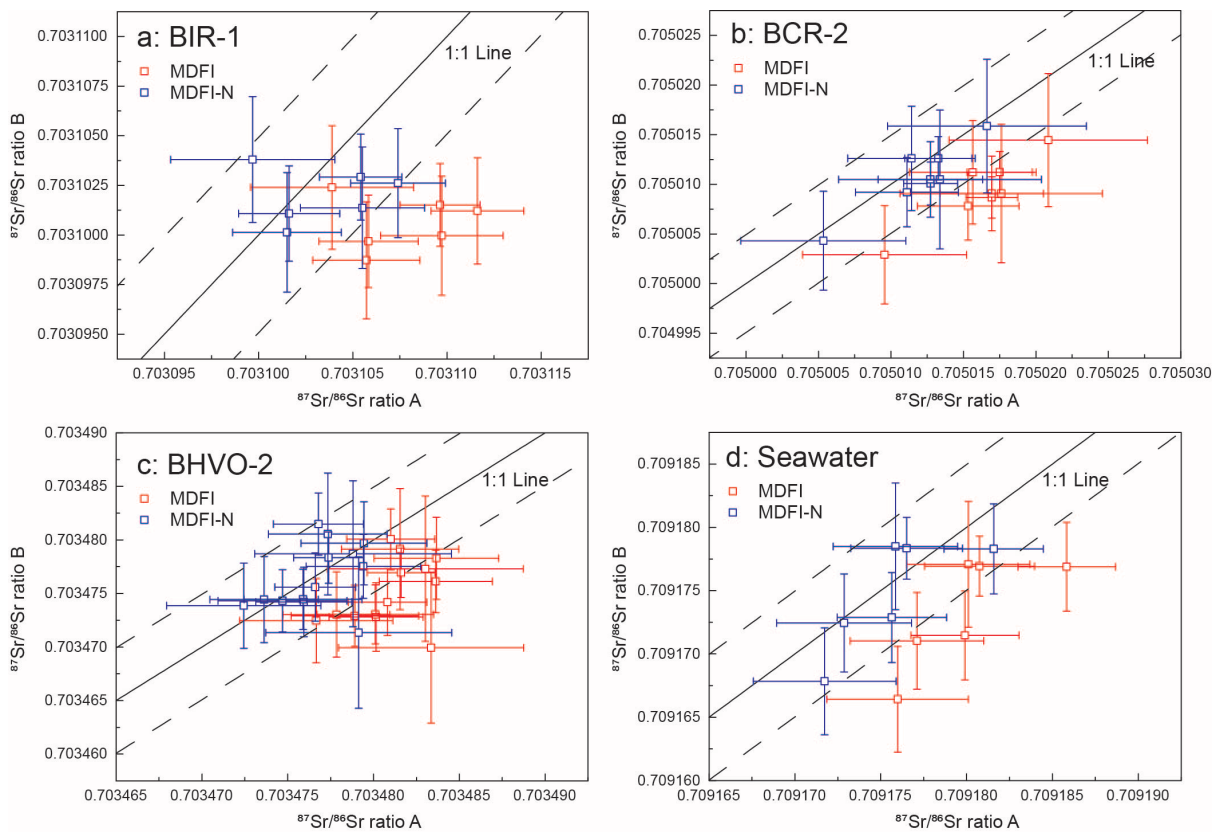 a: BIR-1
MDFI
MDFI-N
1:1 Line
⁸⁷Sr/⁸⁶Sr ratio B
0.7031100
0.7031050
0.7031025
0.7031000
0.7030975
0.7030950
0.703095
0.703100
0.703105
0.703110
0.703115
⁸⁷Sr/⁸⁶Sr ratio A
b: BCR-2
MDFI
MDFI-N
1:1 Line
⁸⁷Sr/⁸⁶Sr ratio B
0.705025
0.705020
0.705015
0.705010
0.705005
0.705000
0.704995
0.705000
0.705005
0.705010
0.705015
0.705020
0.705025
0.705030
⁸⁷Sr/⁸⁶Sr ratio A
c: BHVO-2
MDFI
MDFI-N
1:1 Line
⁸⁷Sr/⁸⁶Sr ratio B
0.703490
0.703485
0.703480
0.703475
0.703470
0.703465
0.703460
0.703465
0.703470
0.703475
0.703480
0.703485
0.703490
⁸⁷Sr/⁸⁶Sr ratio A
d: Seawater
MDFI
MDFI-N
1:1 Line
⁸⁷Sr/⁸⁶Sr ratio B
0.709185
0.709180
0.709175
0.709170
0.709165
0.709160
0.709165
0.709170
0.709175
0.709180
0.709185
0.709190
⁸⁷Sr/⁸⁶Sr ratio A